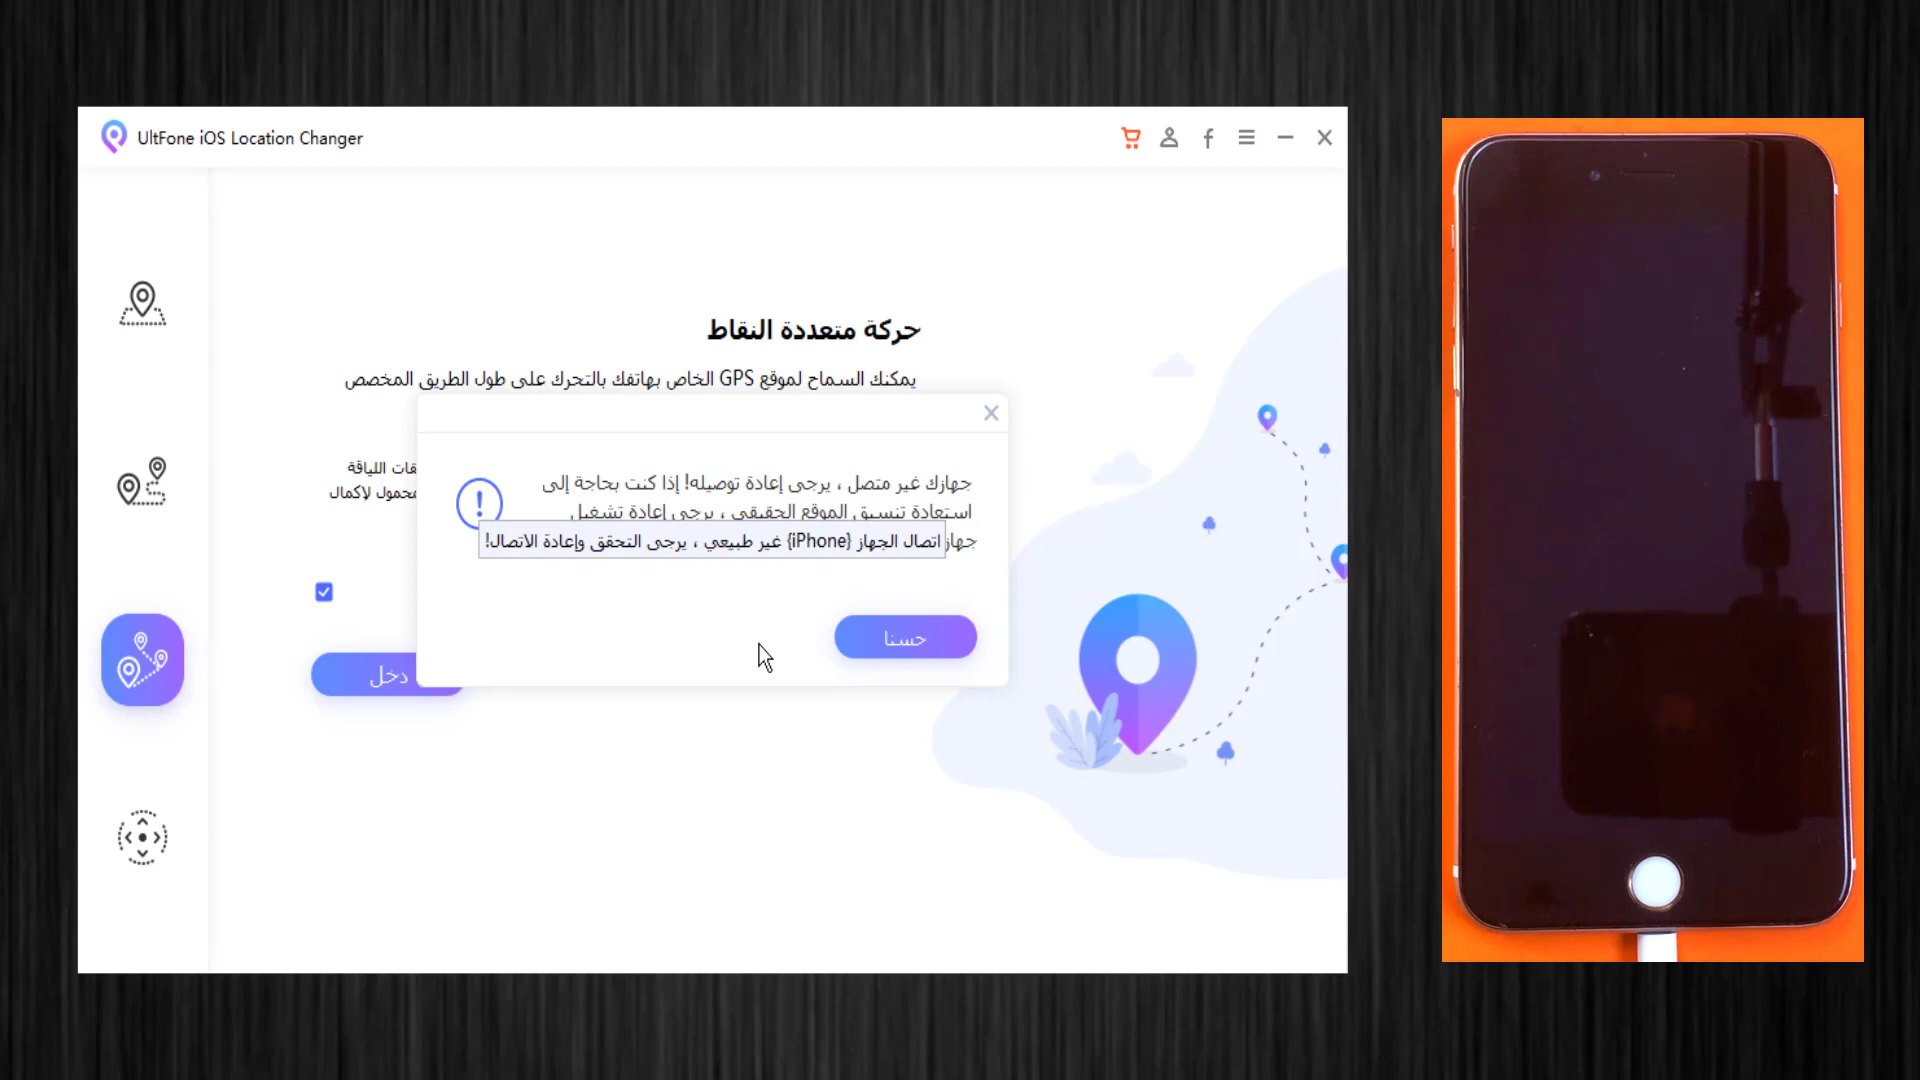 UltFone iOS Location Changer
حركة متعددة النقاط
يمكنك السماح لموقع GPS الخاص بهاتفك بالتحرك على طول الطريق المخصص
اللياقة
لإكمال
جهازك غير متصل ، يرجى إعادة توصيله! إذا كنت بحاجة إلى
استعادة تنسيق الموقع الحقيقي ، يرجى إعادة تشغيل
اتصال الجهاز {iPhone} غير طبيعي ، يرجى التحقق وإعادة الاتصال!
حسنا
دخل